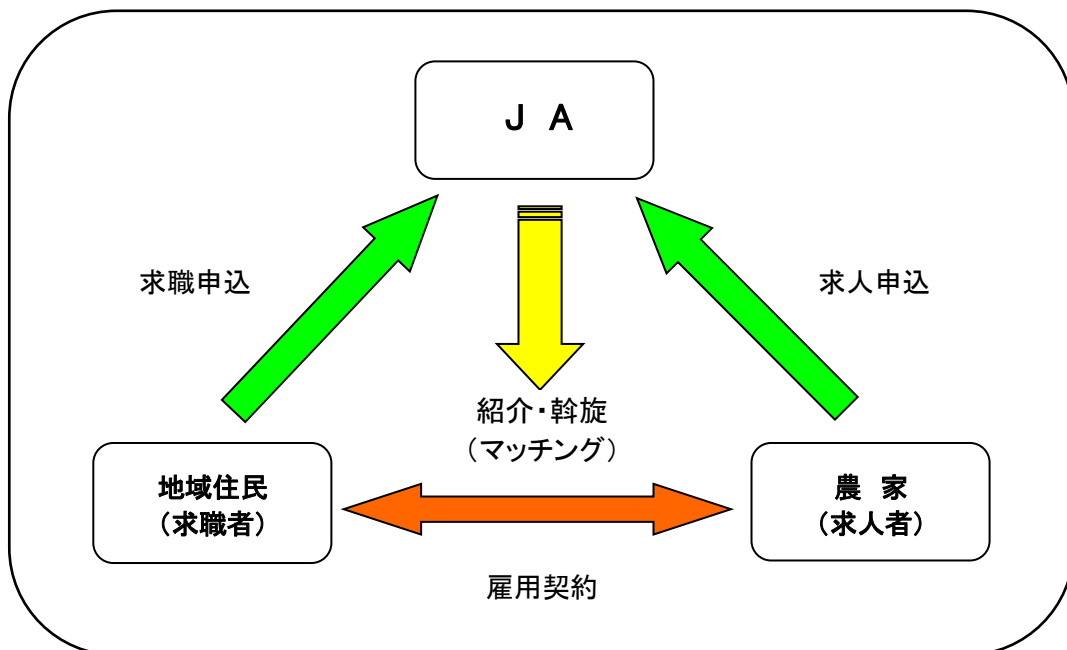 J A
求職申込
求人申込
紹介・斡旋
（マッチング）
地域住民
（求職者）
農 家
（求人者）
雇用契約